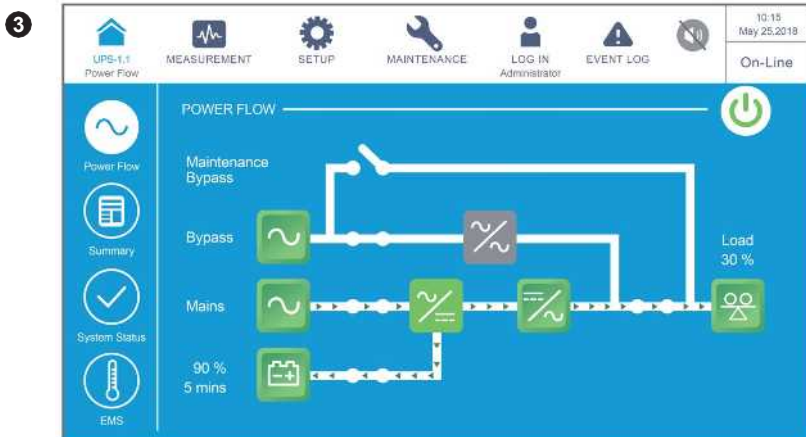 3
UPS-1.1
Power Flow
MEASUREMENT
SETUP
MAINTENANCE
LOG IN
Administrator
EVENT LOG
10:15
May 25,2018
On-Line
POWER FLOW
Power Flow
Summary
System Status
EMS
Maintenance
Bypass
Bypass
Mains
90 %
5 mins
Load
30 %